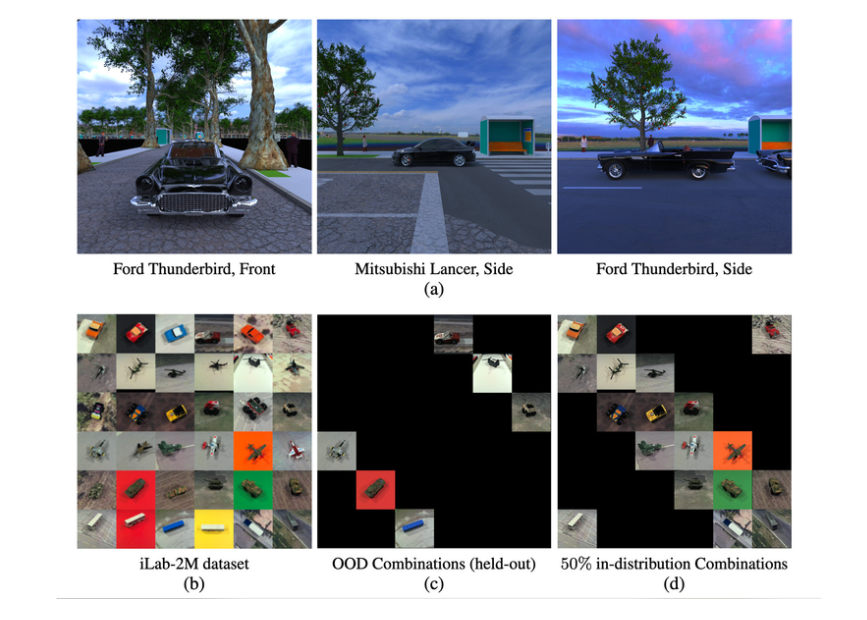 Ford Thunderbird, Front
Mitsubishi Lancer, Side
Ford Thunderbird, Side
(a)
iLab-2M dataset
OOD Combinations (held-out)
50% in-distribution Combinations
(b)
(c)
(d)